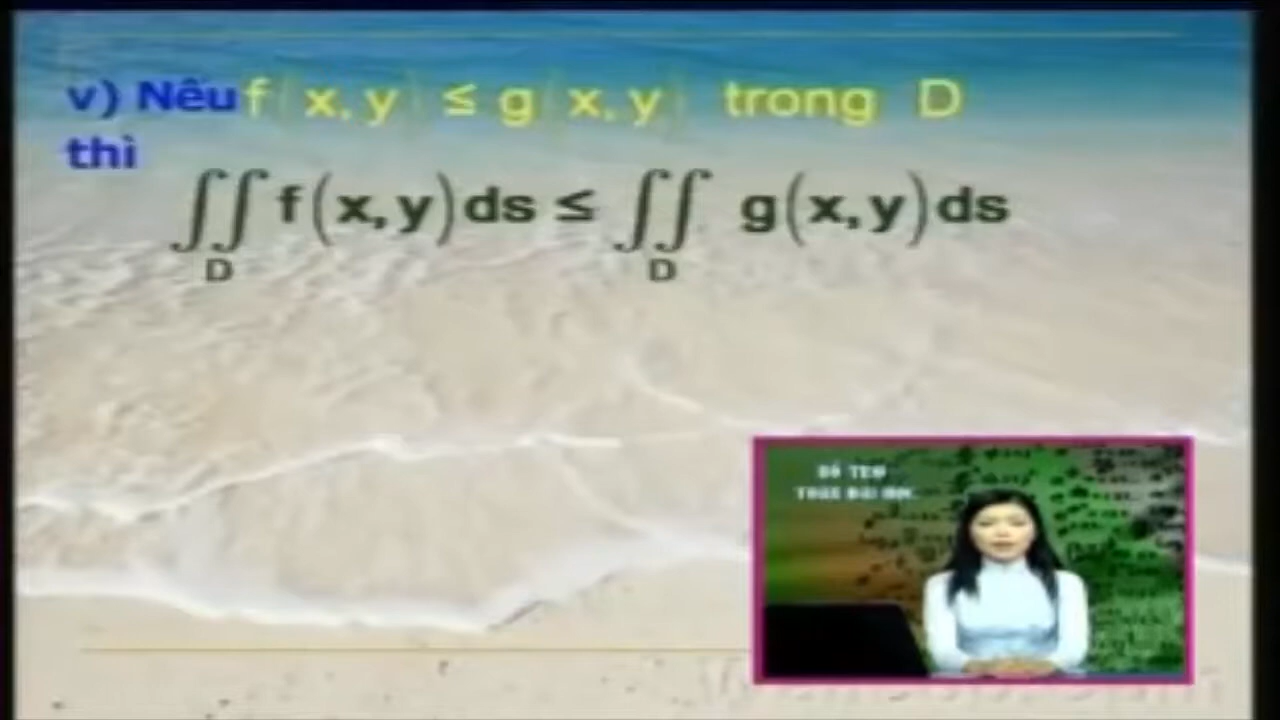 v) Nếu f(x,y) ≤ g(x,y) trong D
thì
∬ f(x,y)ds ≤ ∬ g(x,y)ds
D D